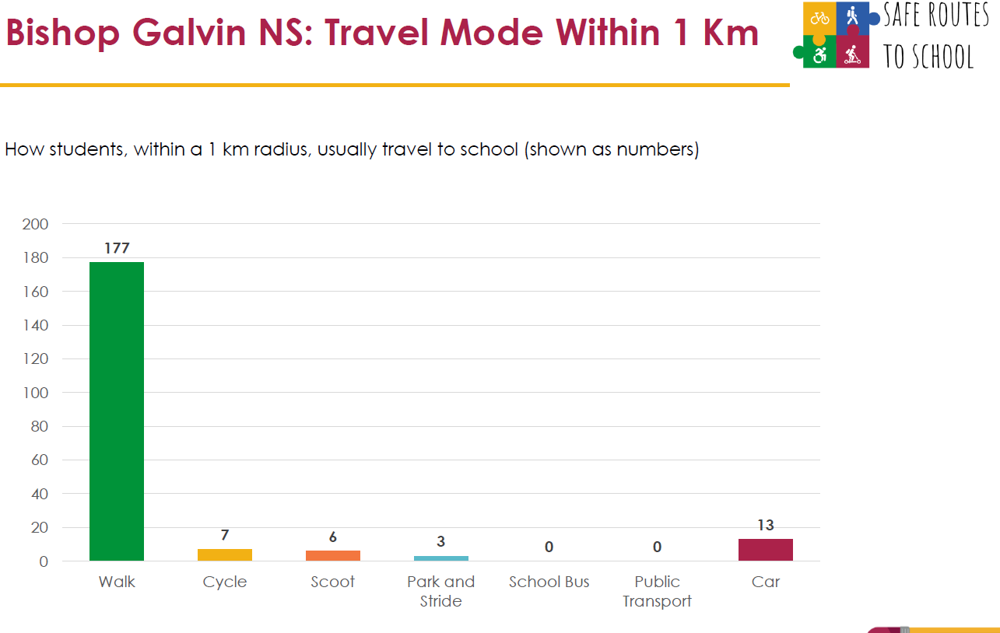 Bishop Galvin NS: Travel Mode Within 1 Km
SAFE ROUTES
TO SCHOOL
How students, within a 1 km radius, usually travel to school (shown as numbers)
200
180
160
140
120
100
80
60
40
20
0
177
7
6
3
0
0
13
Walk
Cycle
Scoot
Park and
Stride
School Bus
Public
Transport
Car